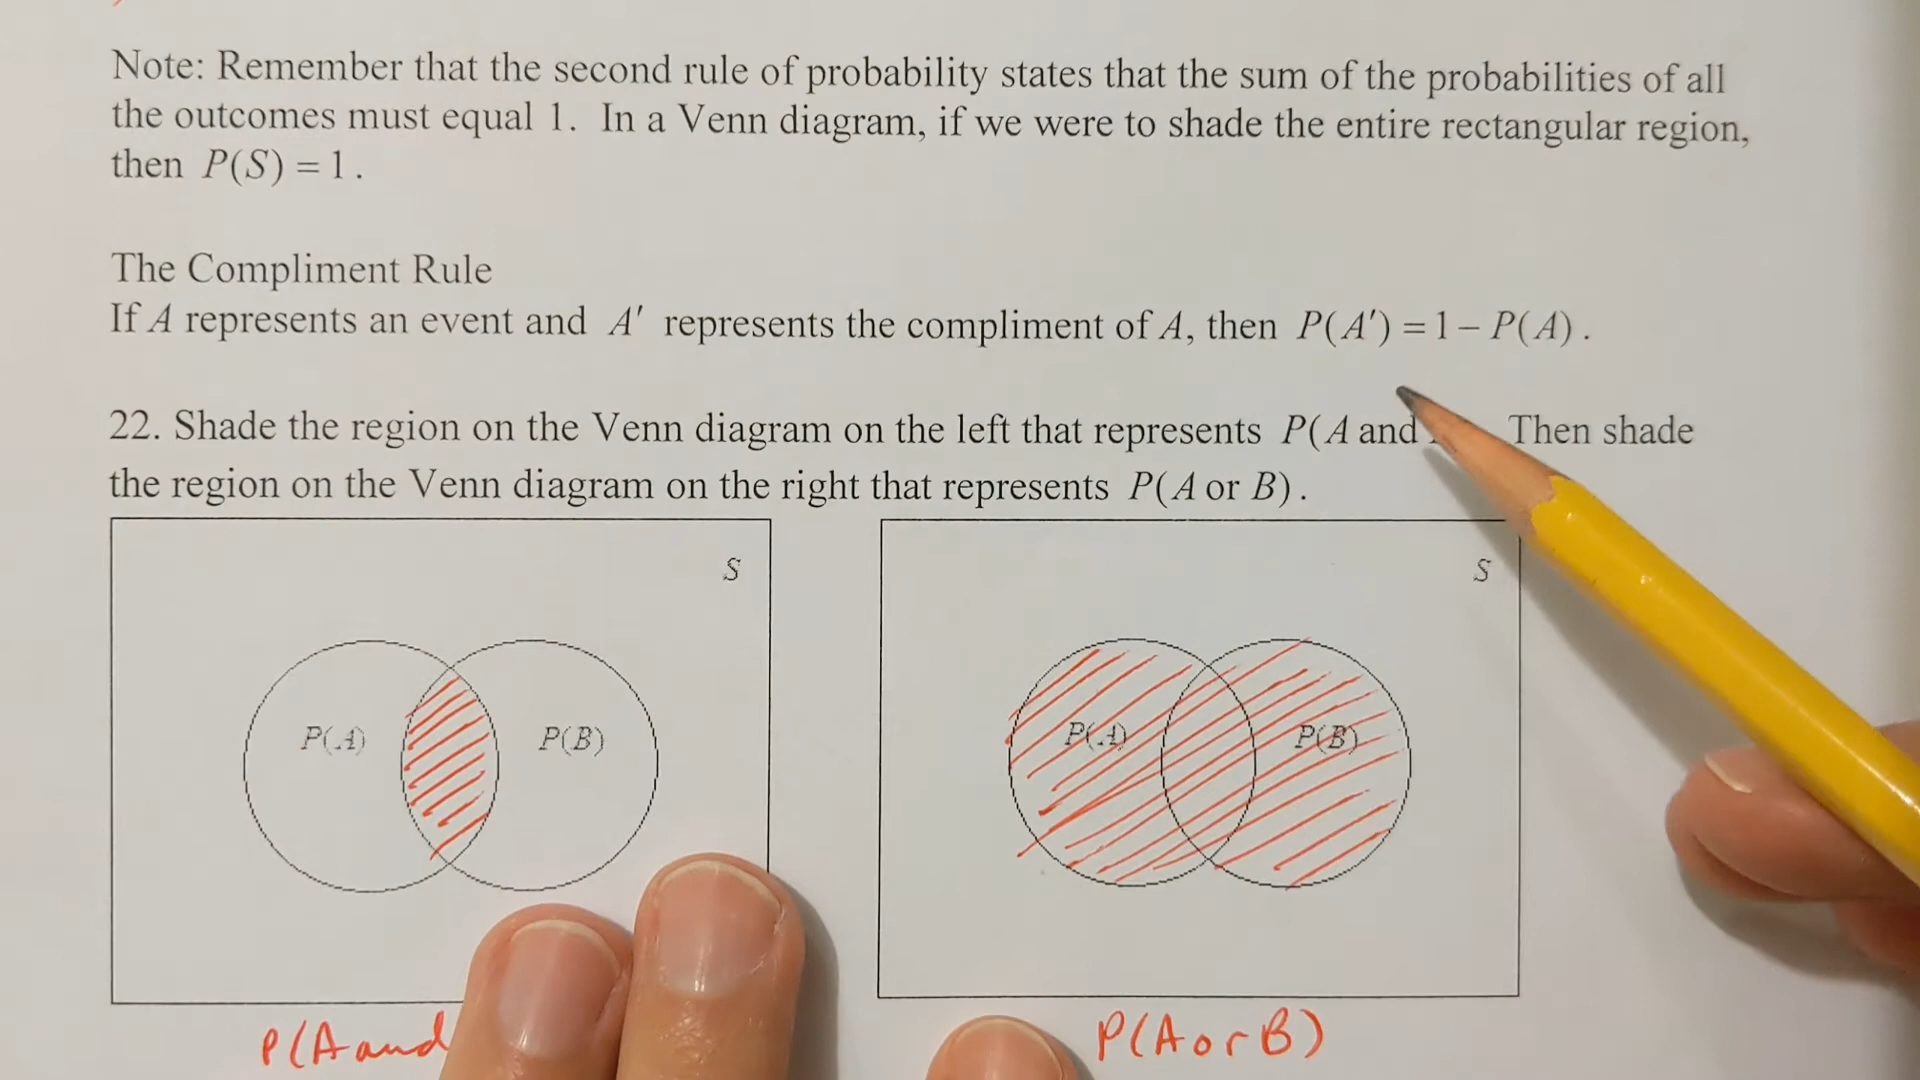 Note: Remember that the second rule of probability states that the sum of the probabilities of all
the outcomes must equal 1. In a Venn diagram, if we were to shade the entire rectangular region,
then P(S) = 1.
The Compliment Rule
If A represents an event and A′ represents the compliment of A, then P(A′) = 1 – P(A).
22. Shade the region on the Venn diagram on the left that represents P(A and Then shade
the region on the Venn diagram on the right that represents P(A or B).
S
P(A) P(B)
S
P(A) P(B)
P(A and
P(A or B)